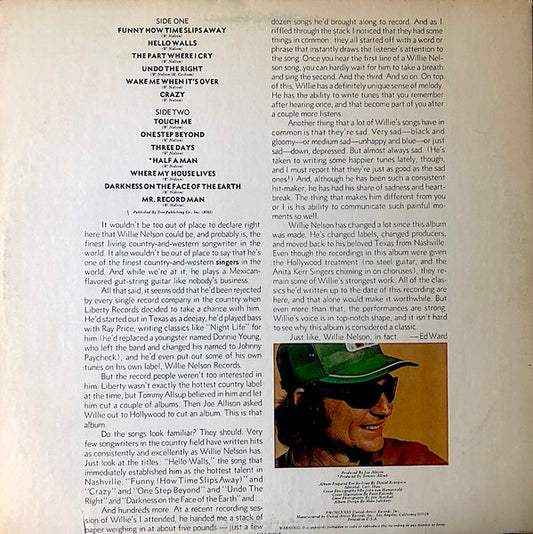 SIDE ONE
FUNNY HOW TIME SLIPS AWAY
(W. Nelson)
HELLO WALLS
(W. Nelson)
THE PART WHERE I CRY
(W. Nelson)
UNDO THE RIGHT
(W. Nelson/H. Cochran)
WAKE ME WHEN IT'S OVER
(W. Nelson)
CRAZY
(W. Nelson)
SIDE TWO
TOUCH ME
(W. Nelson)
ONE STEP BEYOND
(W. Nelson)
THREE DAYS
(W. Nelson)
*HALF A MAN
(W. Nelson)
WHERE MY HOUSE LIVES
(W. Nelson)
DARKNESS ON THE FACE OF THE EARTH
(W. Nelson)
MR. RECORD MAN
(W. Nelson)
Published By Tree Publishing Co., Inc. (BMI)
It wouldn't be too out of place to declare right
here that Willie Nelson could be, and probably is, the
finest living country-and-western songwriter in the
world. It also wouldn't be out of place to say that he's
one of the finest country-and-western singers in the
world. And while we're at it, he plays a Mexican-
flavored gut-string guitar like nobody's business.
All that said, it seems odd that he'd been rejected
by every single record company in the country when
Liberty Records decided to take a chance with him.
He'd started out in Texas as a deejay, he'd played bass
with Ray Price, writing classics like "Night Life" for
him (he'd replaced a youngster named Donnie Young,
who left the band and changed his named to Johnny
Paycheck), and he'd even put out some of his own
tunes on his own label, Willie Nelson Records.
But the record people weren't too interested in
him. Liberty wasn't exactly the hottest country label
at the time, but Tommy Allsup believed in him and let
him cut a couple of albums. Then Joe Allison asked
Willie out to Hollywood to cut an album. This is that
album.
Do the songs look familiar? They should. Very
few songwriters in the country field have written hits
as consistently and excellently as Willie Nelson has.
Just look at the titles: "Hello Walls," the song that
immediately established him as the hottest talent in
Nashville. "Funny (How Time Slips Away)" and
"Crazy" and "One Step Beyond" and "Undo The
Right" and "Darkness on the Face of the Earth" and...
And hundreds more. At a recent recording ses-
sion of Willie's I attended, he handed me a stack of
paper weighing in at about five pounds — just a few
dozen songs he'd brought along to record. And as I
riffled through the stack I noticed that they had some
things in common: they all started off with a word or
phrase that instantly draws the listener's attention to
the song. Once you hear the first line of a Willie Nel-
son song, you can hardly wait for him to take a breath
and sing the second. And the third. And so on. On top
of this, Willie has a definitely unique sense of melody.
He has the ability to write tunes that you remember
after hearing once, and that become part of you after
a couple more listens.
Another thing that a lot of Willie's songs have in
common is that they're sad. Very sad—black and
gloomy—or medium sad—unhappy and blue—or just
sad—down, depressed. But almost always sad. (He's
taken to writing some happier tunes lately, though,
and I must report that they're just as good as the sad
ones!) And, although he has been such a consistent
hit-maker, he has had his share of sadness and heart-
break. The thing that makes him different from you
or I is his ability to communicate such painful mo-
ments so well.
Willie Nelson has changed a lot since this album
was made. He's changed labels, changed producers,
and moved back to his beloved Texas from Nashville.
Even though the recordings in this album were given
the Hollywood treatment (no steel guitar, and the
Anita Kerr Singers chiming in on choruses), they re-
main some of Willie's strongest work. All of the clas-
sics he'd written up to the date of this recording are
here, and that alone would make it worthwhile. But
even more than that, the performances are strong.
Willie's voice is in top-notch shape, and it isn't hard
to see why this album is considered a classic.
Just like, Willie Nelson, in fact. —Ed Ward
Produced By Joe Allison
*Produced By Tommy Allsup
Printed in U.S.A.